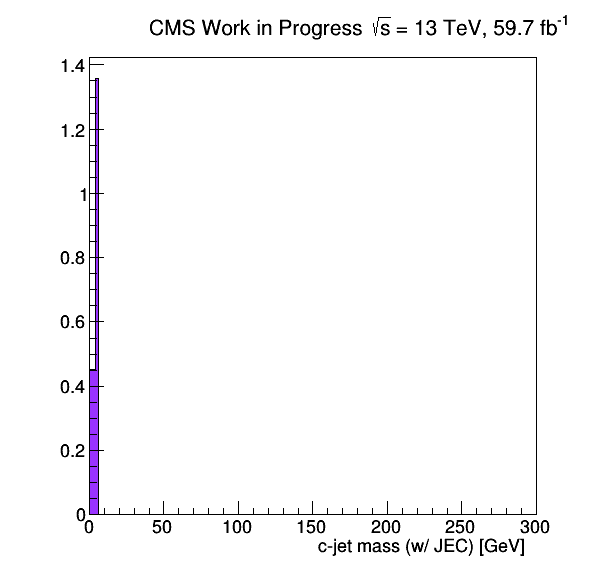 CMS Work in Progress √s = 13 TeV, 59.7 fb⁻¹
1.4
1.2
1
0.8
0.6
0.4
0.2
0
0 50 100 150 200 250 300
c-jet mass (w/ JEC) [GeV]